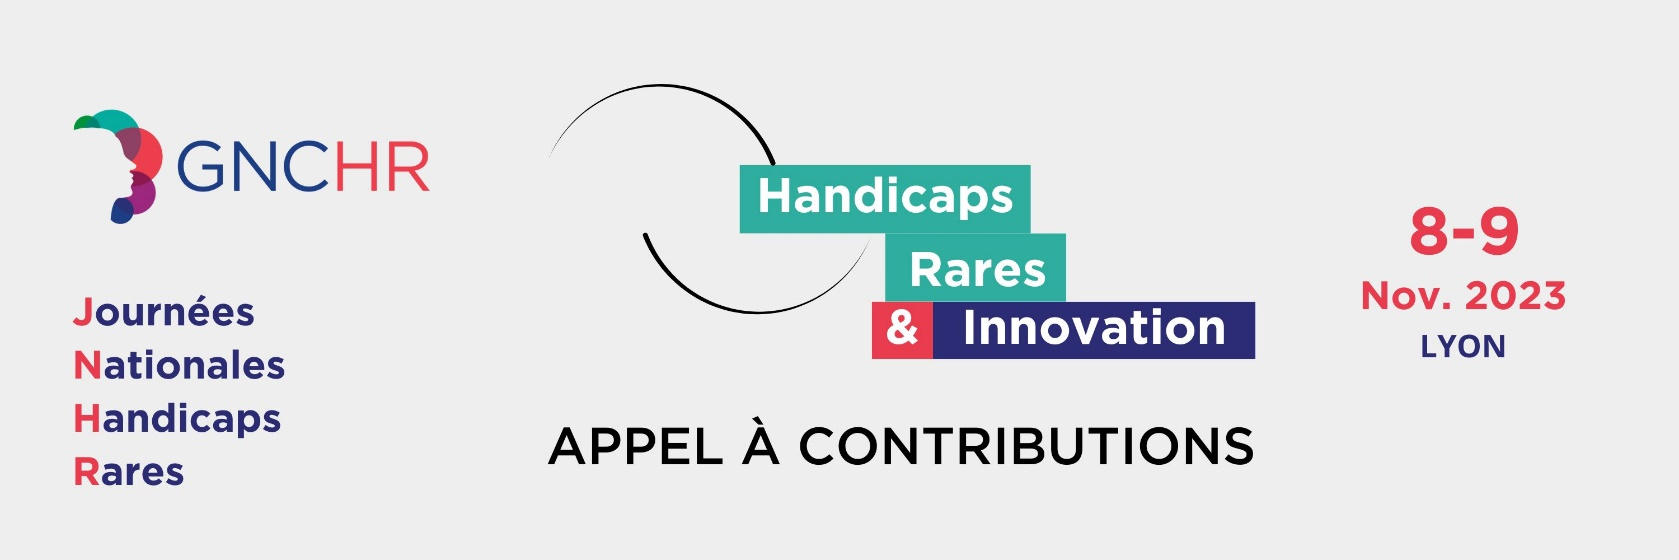 GNCHR
Journées
Nationales
Handicaps
Rares
Handicaps
Rares
& Innovation
APPEL À CONTRIBUTIONS
8-9
Nov. 2023
LYON